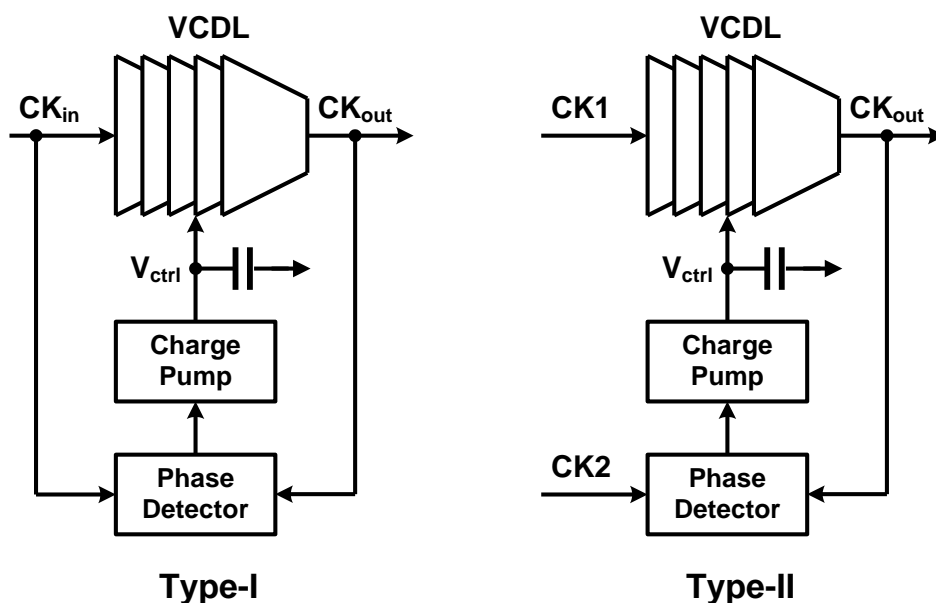 VCDL
CKin
CKout
Vctrl
Charge
Pump
Phase
Detector
Type-I
VCDL
CK1
CKout
Vctrl
Charge
Pump
CK2
Phase
Detector
Type-II